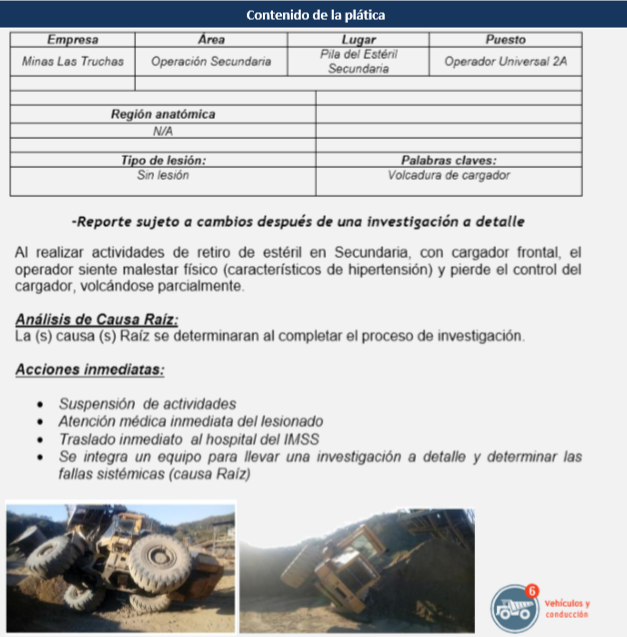 Contenido de la plática
Empresa Área Lugar Puesto
Minas Las Truchas Operación Secundaria Pila del Estéril Secundaria Operador Universal 2A
Región anatómica
N/A
Tipo de lesión: Palabras claves:
Sin lesión Volcadura de cargador
-Reporte sujeto a cambios después de una investigación a detalle
Al realizar actividades de retiro de estéril en Secundaria, con cargador frontal, el
operador siente malestar físico (característicos de hipertensión) y pierde el control del
cargador, volcándose parcialmente.
Análisis de Causa Raíz:
La (s) causa (s) Raíz se determinaran al completar el proceso de investigación.
Acciones inmediatas:
• Suspensión de actividades
• Atención médica inmediata del lesionado
• Traslado inmediato al hospital del IMSS
• Se integra un equipo para llevar una investigación a detalle y determinar las
fallas sistémicas (causa Raíz)
6
Vehículos y
conducción